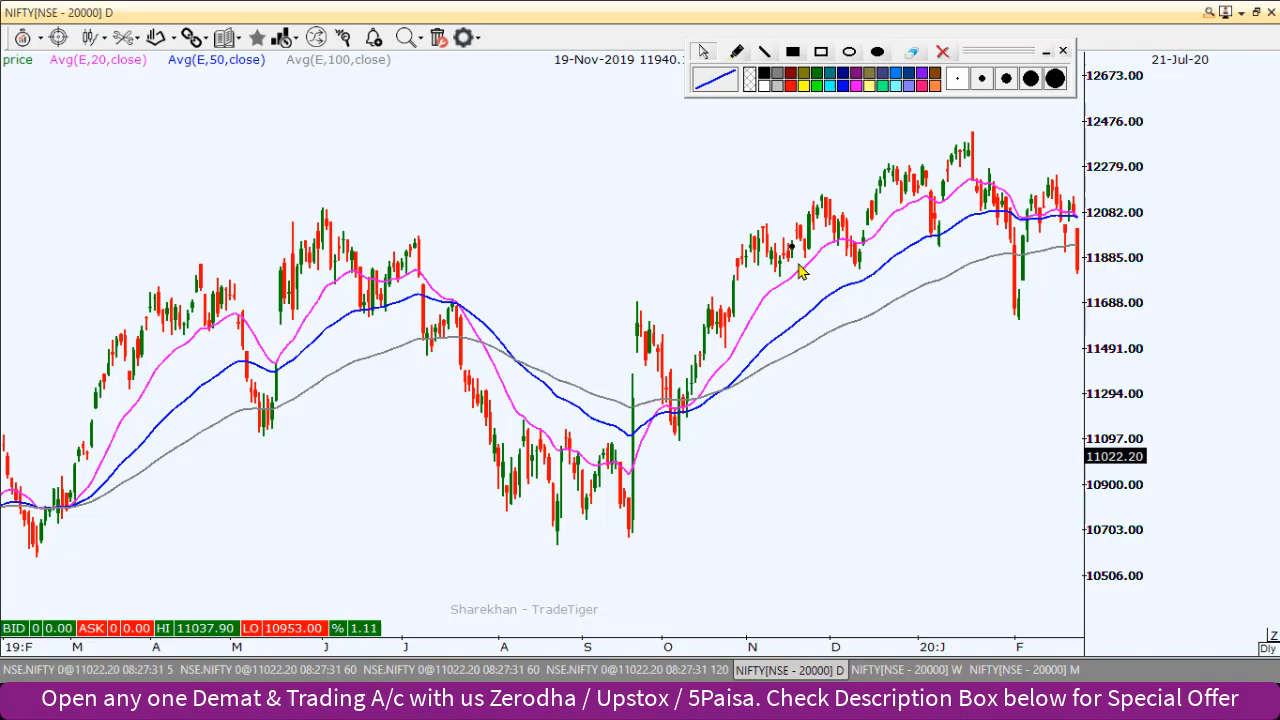 NIFTY[NSE - 20000] D
price Avg(E,20,close) Avg(E,50,close) Avg(E,100,close) 19-Nov-2019 11940.1 21-Jul-20
12673.00
12476.00
12279.00
12082.00
11885.00
11688.00
11491.00
11294.00
11097.00
11022.20
10900.00
10703.00
10506.00
Sharekhan - TradeTiger
BID 0 0.00 ASK 0 0.00 HI 11037.90 LO 10953.00 % 1.11
Z
19:F M A M J J A S O N D 20:J F Dly
NSE.NIFTY 0@11022.20 08:27:31 5 NSE.NIFTY 0@11022.20 08:27:31 60 NSE.NIFTY 0@11022.20 08:27:31 60 NSE.NIFTY 0@11022.20 08:27:31 120 NIFTY[NSE - 20000] D NIFTY[NSE - 20000] W NIFTY[NSE - 20000] M
Open any one Demat & Trading A/c with us Zerodha / Upstox / 5Paisa. Check Description Box below for Special Offer